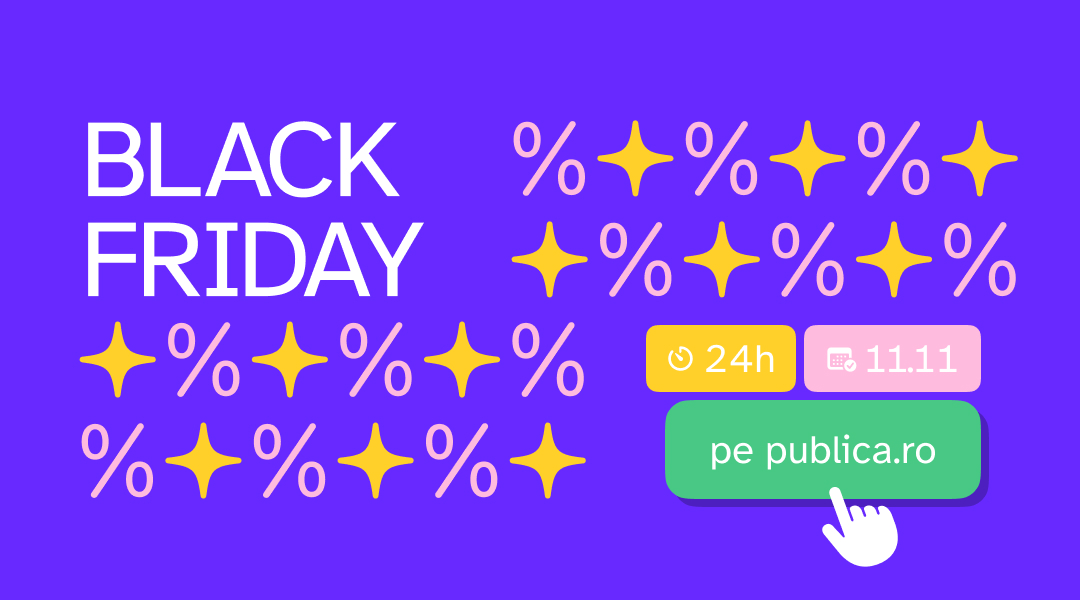 BLACK % % %
FRIDAY % % %
% % % 24h 11.11
% % % pe publica.ro